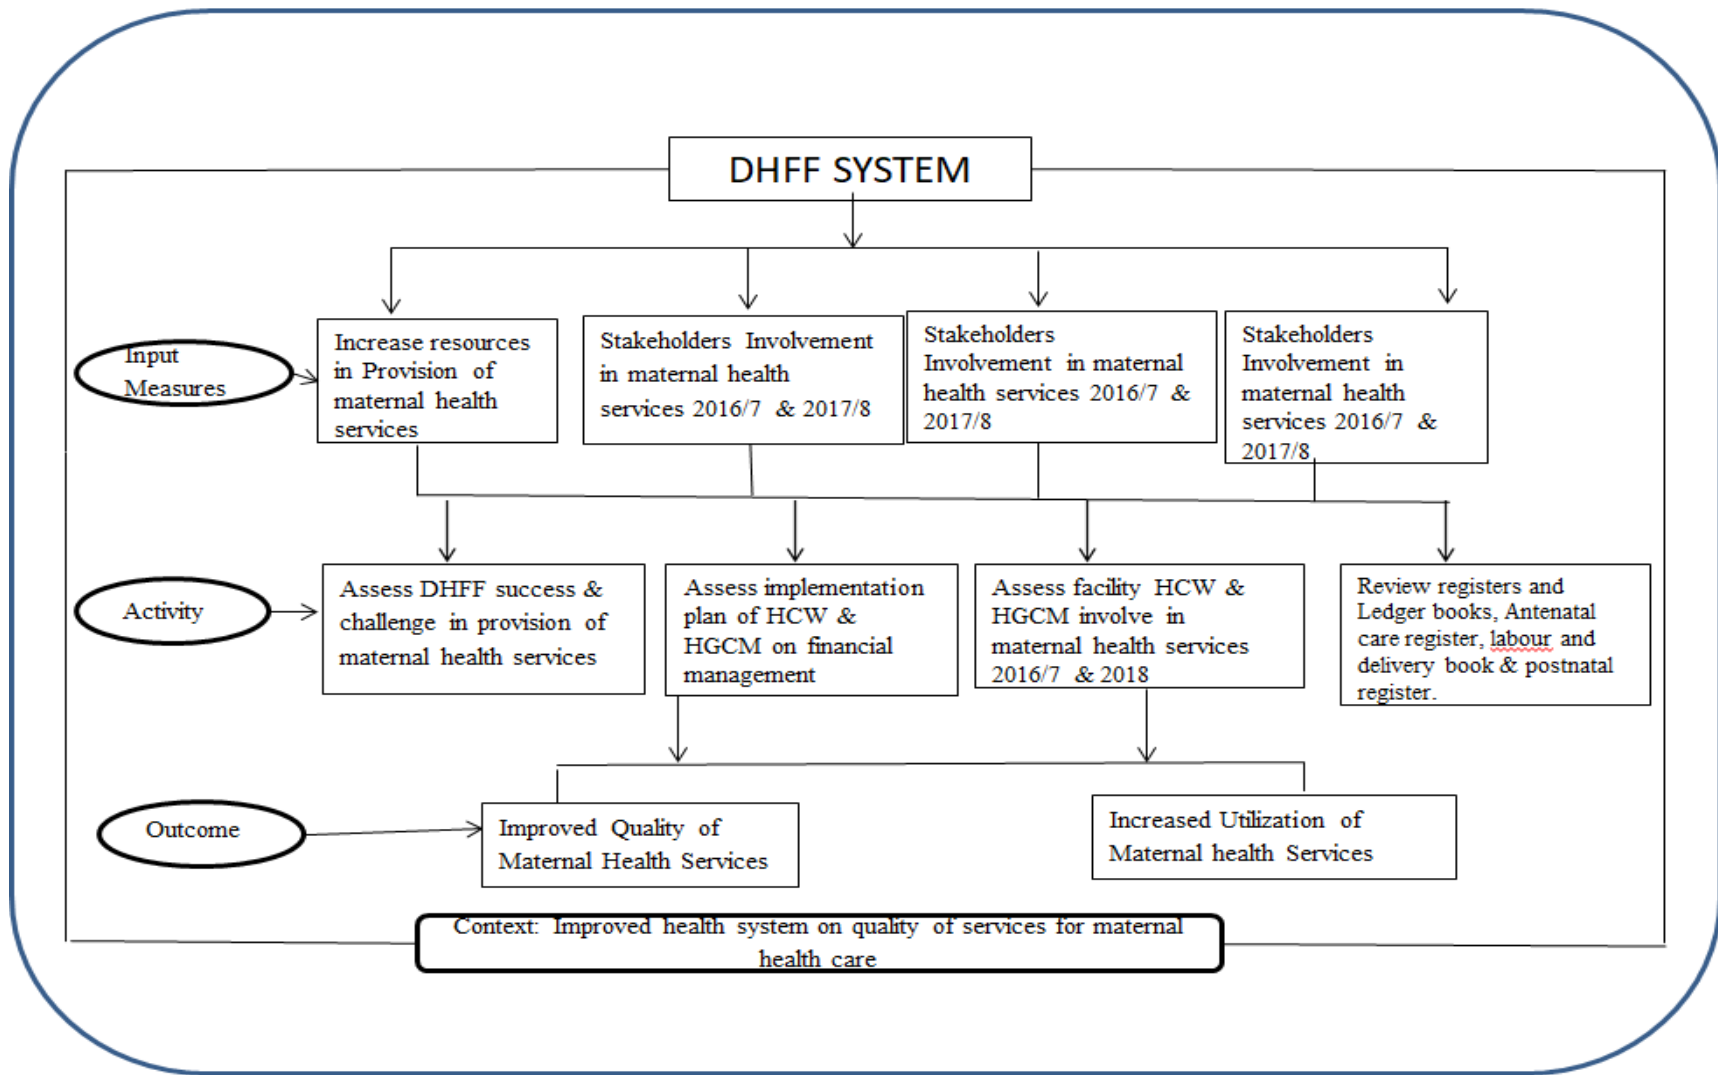 DHFF SYSTEM
Input
Measures
Increase resources
in Provision of
maternal health
services
Stakeholders Involvement
in maternal health
services 2016/7 & 2017/8
Stakeholders
Involvement in maternal
health services 2016/7 &
2017/8
Stakeholders
Involvement in
maternal health
services 2016/7 &
2017/8
Activity
Assess DHFF success &
challenge in provision of
maternal health services
Assess implementation
plan of HCW &
HGCM on financial
management
Assess facility HCW &
HGCM involve in
maternal health services
2016/7 & 2018
Review registers and
Ledger books, Antenatal
care register, labour and
delivery book & postnatal
register.
Outcome
Improved Quality of
Maternal Health Services
Increased Utilization of
Maternal health Services
Context: Improved health system on quality of services for maternal
health care